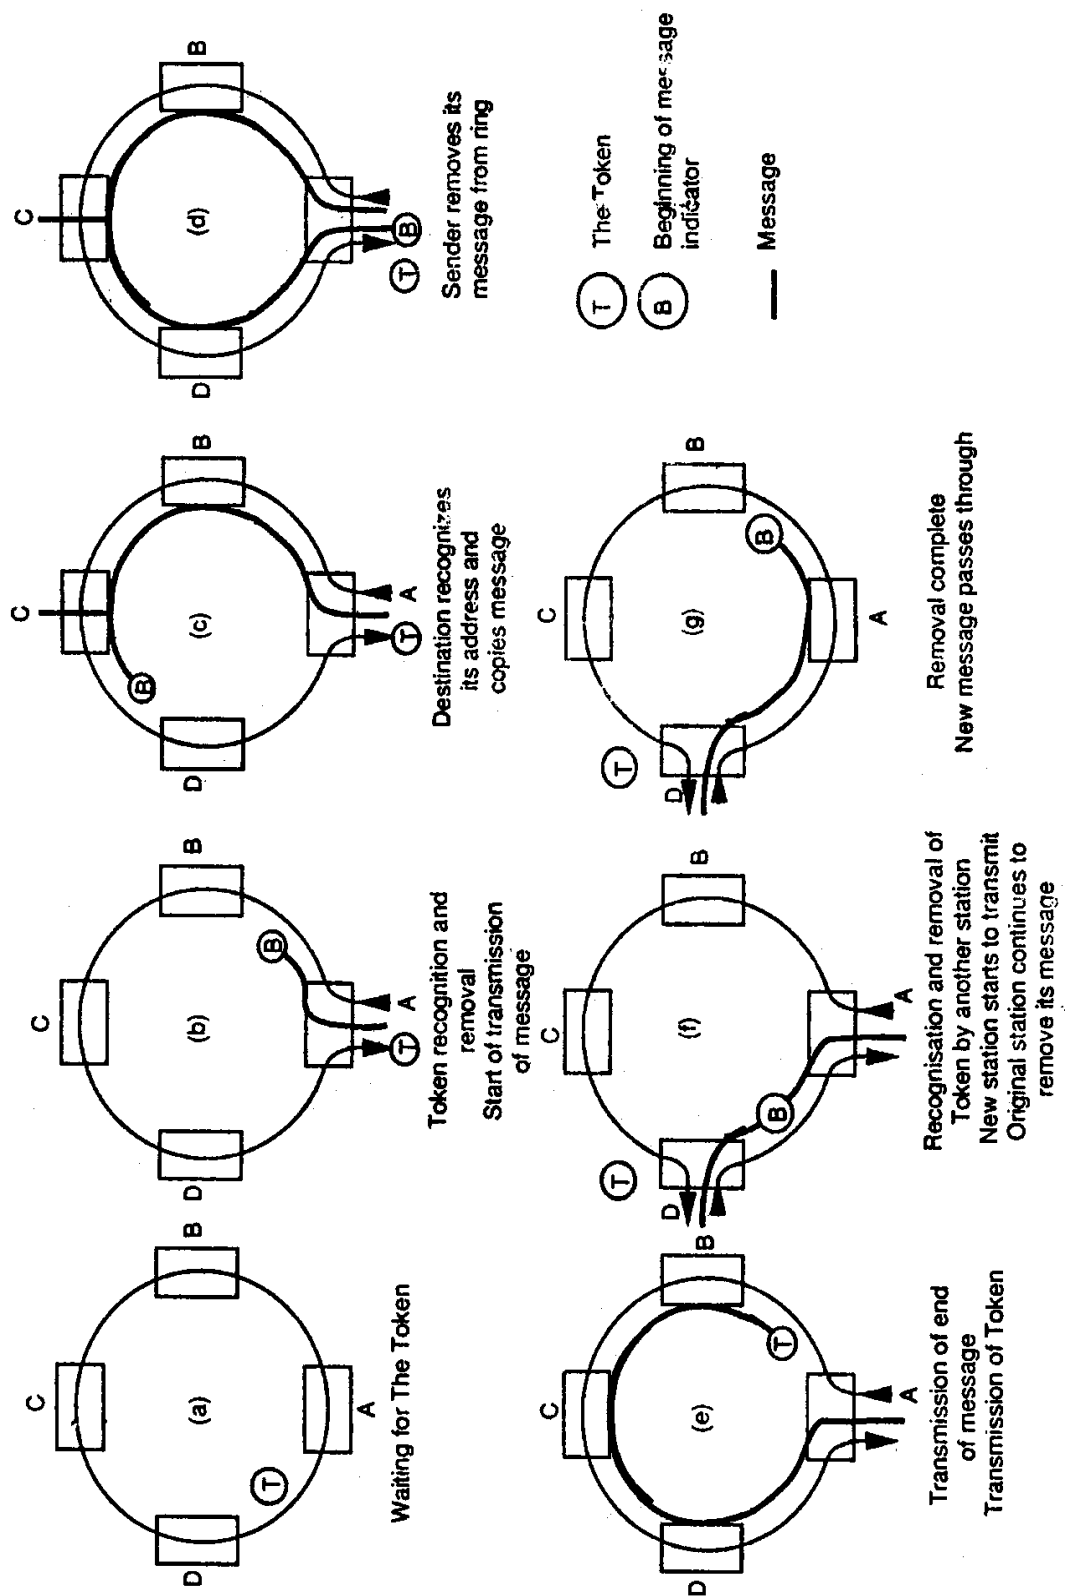 C
D
B
(a)
T
A
Waiting for The Token
C
D
B
(b)
B
T
A
Token recognition and
removal
Start of transmission
of message
C
D
B
(c)
B
T
A
Destination recognizes
its address and
copies message
C
D
B
(d)
T
B
Sender removes its
message from ring
C
D
B
(e)
T
A
Transmission of end
of message
Transmission of Token
C
T
D
B
(f)
B
A
Recognisation and removal of
Token by another station
New station starts to transmit
Original station continues to
remove its message
C
T
D
B
(g)
B
A
Removal complete
New message passes through
T
The Token
B
Beginning of message
indicator
Message